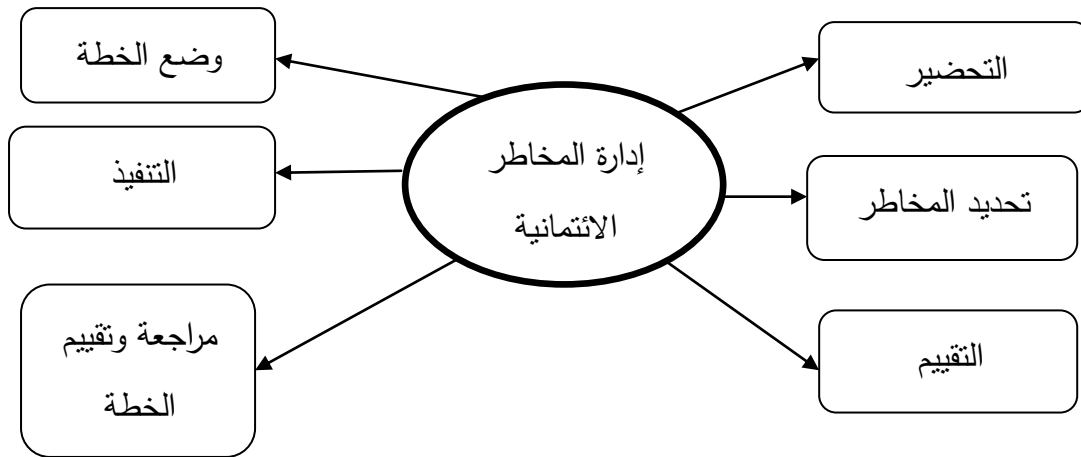 التحضير
وضع الخطة
إدارة المخاطر
الائتمانية
تحديد المخاطر
التنفيذ
التقييم
مراجعة وتقييم
الخطة